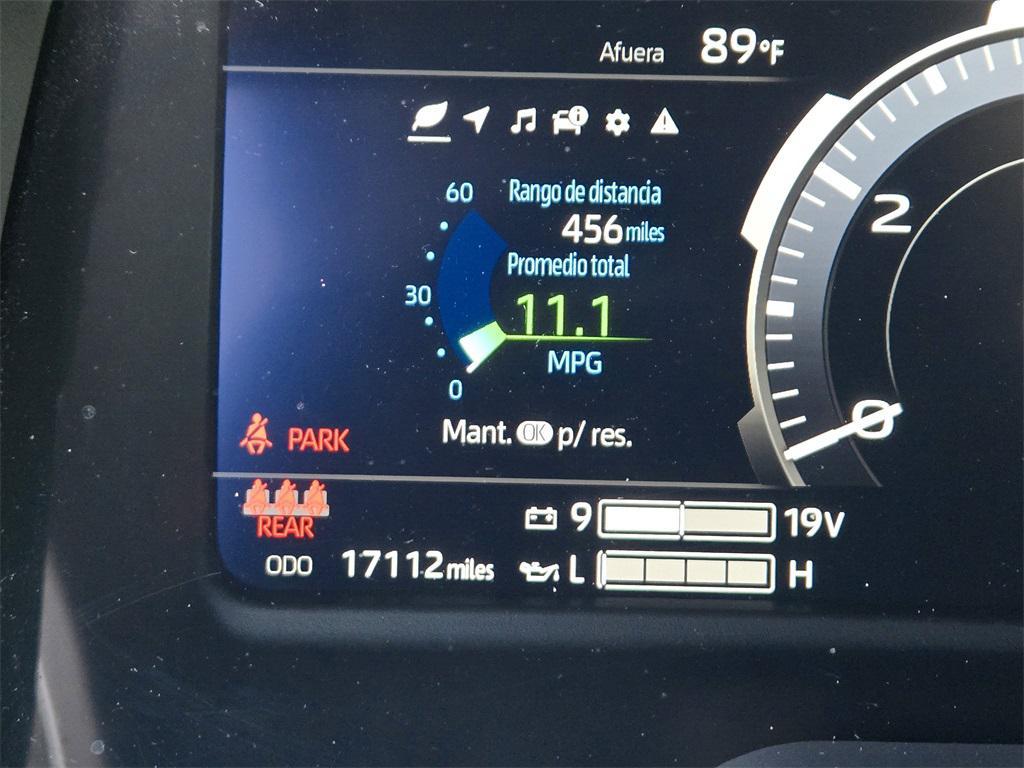 Afuera 89°F
60 Rango de distancia
456 miles
Promedio total
30 11.1
MPG
0
Mant. OK p/ res.
PARK
REAR
ODO 17112 miles
9 19V
L H
2
0